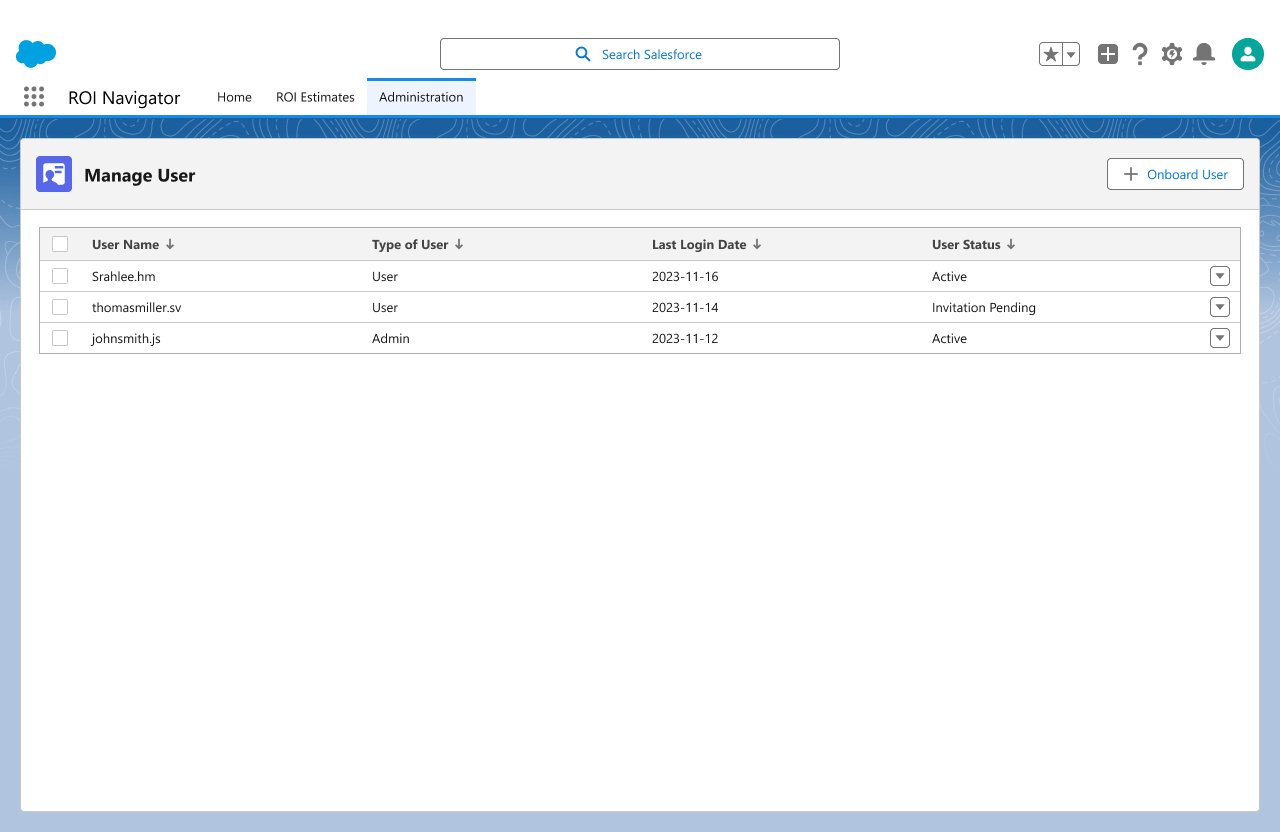 Search Salesforce
ROI Navigator Home ROI Estimates Administration
Manage User
Onboard User
User Name Type of User Last Login Date User Status
Srahlee.hm User 2023-11-16 Active
thomasmiller.sv User 2023-11-14 Invitation Pending
johnsmith.js Admin 2023-11-12 Active